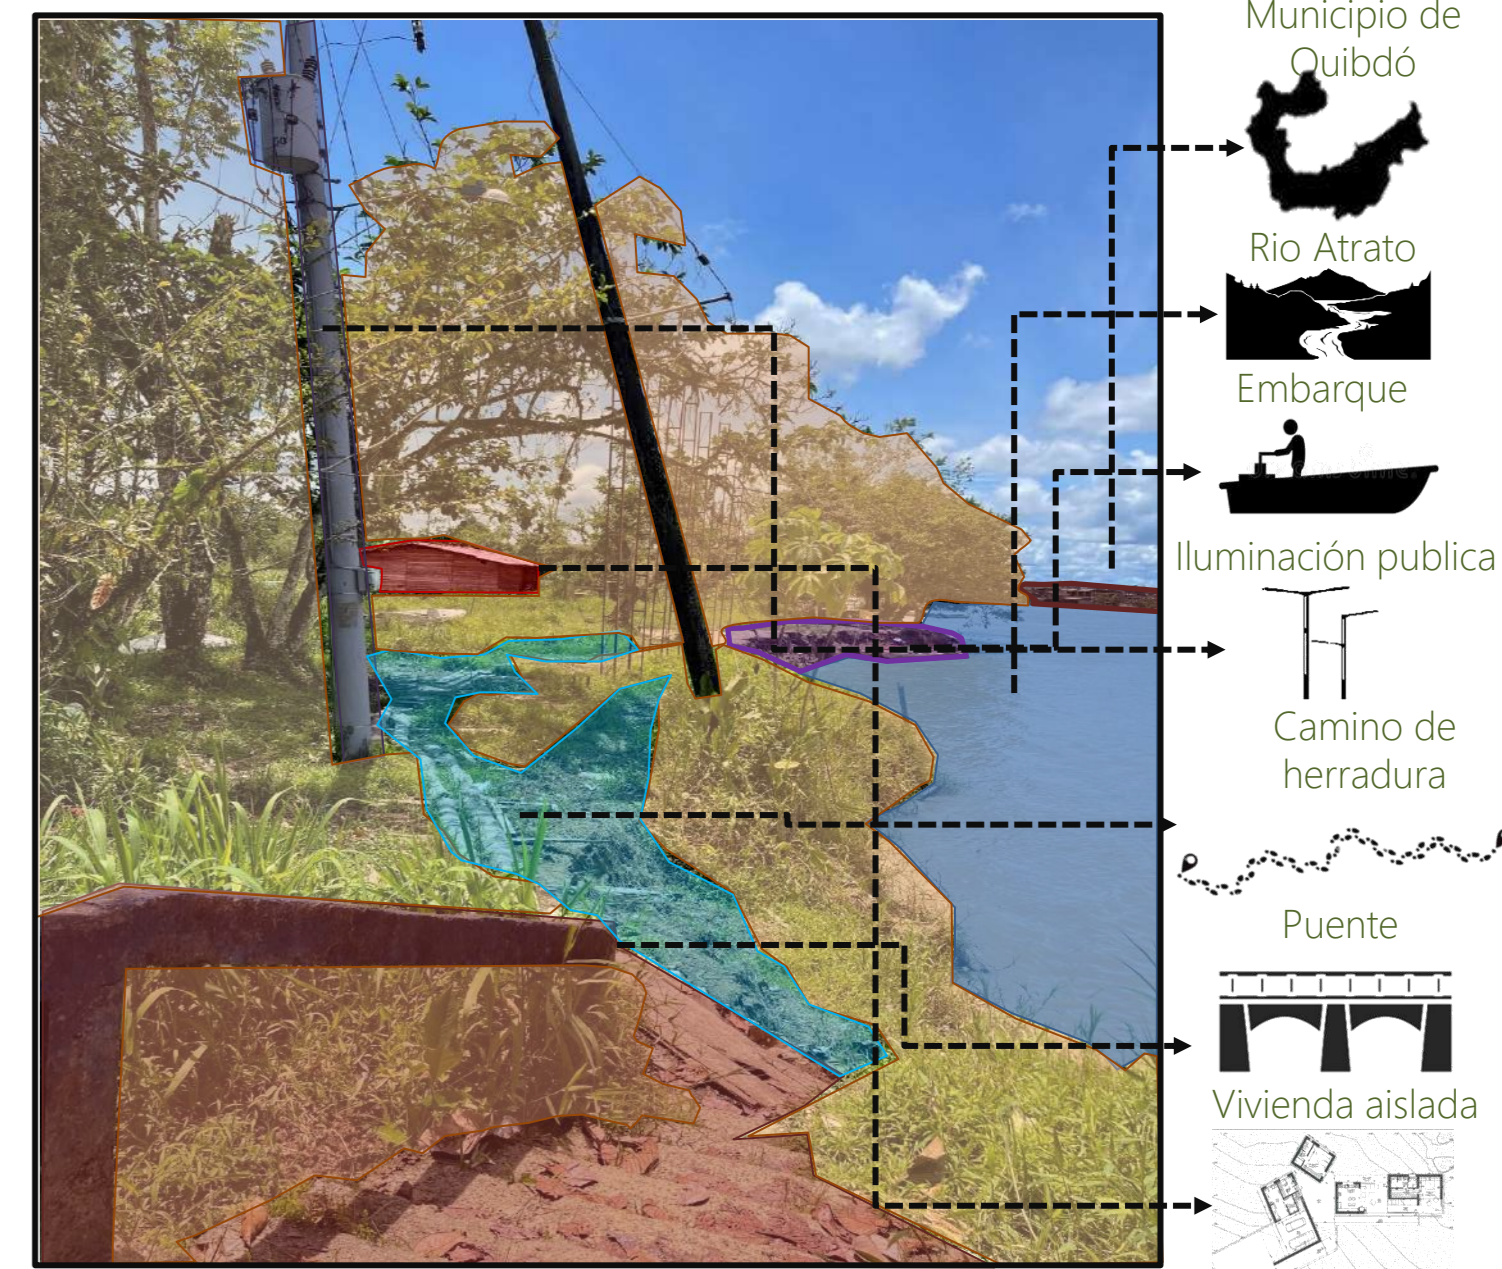 Municipio de
Quibdó
Rio Atrato
Embarque
Iluminación publica
Camino de
herradura
Puente
Vivienda aislada